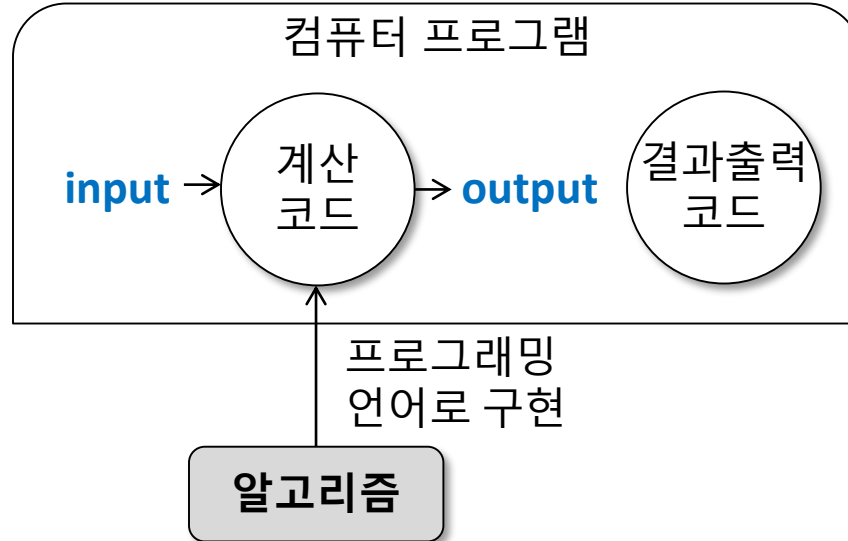 컴퓨터 프로그램
input
계산
코드
output
결과출력
코드
프로그래밍
언어로 구현
알고리즘